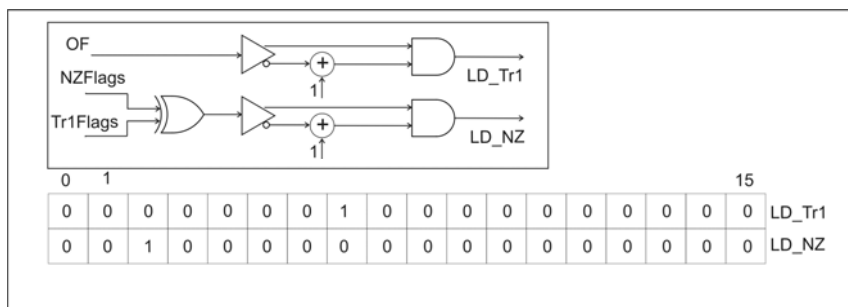 OF
LD_Tr1
1
NZFlags
Tr1Flags
LD_NZ
1
0 1 15
0 0 0 0 0 0 0 1 0 0 0 0 0 0 0 0 0 0 LD_Tr1
0 0 1 0 0 0 0 0 0 0 0 0 0 0 0 0 0 0 LD_NZ